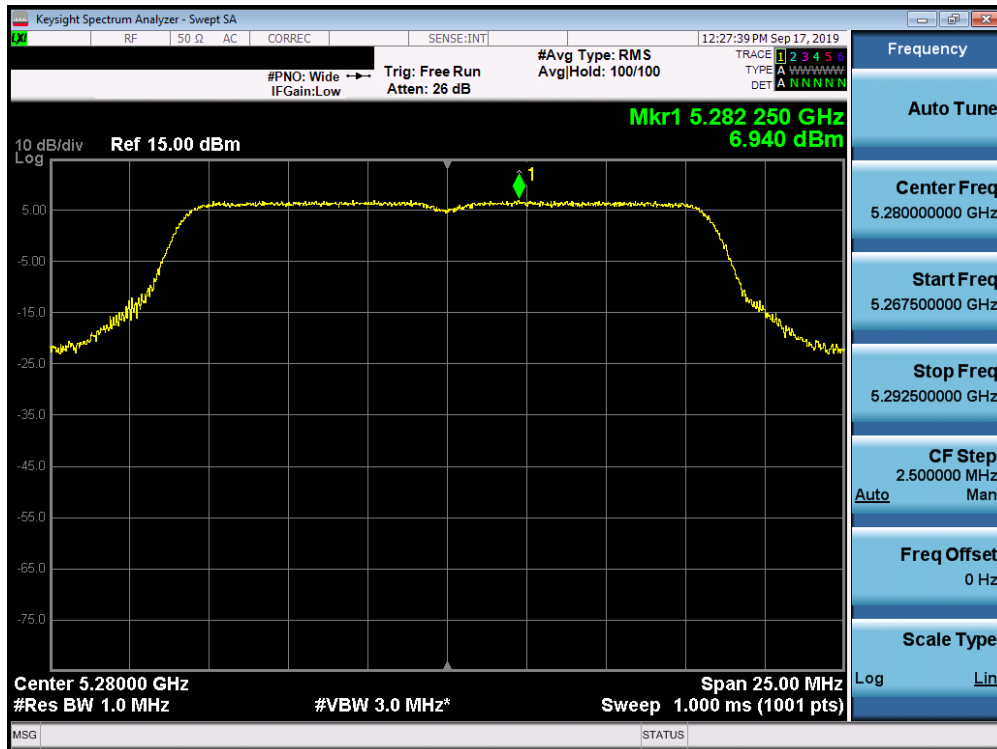 Keysight Spectrum Analyzer - Swept SA
LXI RF 50 Ω AC CORREC SENSE:INT 12:27:39 PM Sep 17, 2019
#PNO: Wide
IFGain:Low
Trig: Free Run
Atten: 26 dB
#Avg Type: RMS
Avg|Hold: 100/100
TRACE 1 2 3 4 5 6
TYPE A WWWWW
DET A N N N N N
Mkr1 5.282 250 GHz
6.940 dBm
10 dB/div Ref 15.00 dBm
Log
1
5.00
-5.00
-15.0
-25.0
-35.0
-45.0
-55.0
-65.0
-75.0
Center 5.28000 GHz Span 25.00 MHz
#Res BW 1.0 MHz #VBW 3.0 MHz* Sweep 1.000 ms (1001 pts)
MSG STATUS
Frequency
Auto Tune
Center Freq
5.280000000 GHz
Start Freq
5.267500000 GHz
Stop Freq
5.292500000 GHz
CF Step
2.500000 MHz
Auto Man
Freq Offset
0 Hz
Scale Type
Log Lin